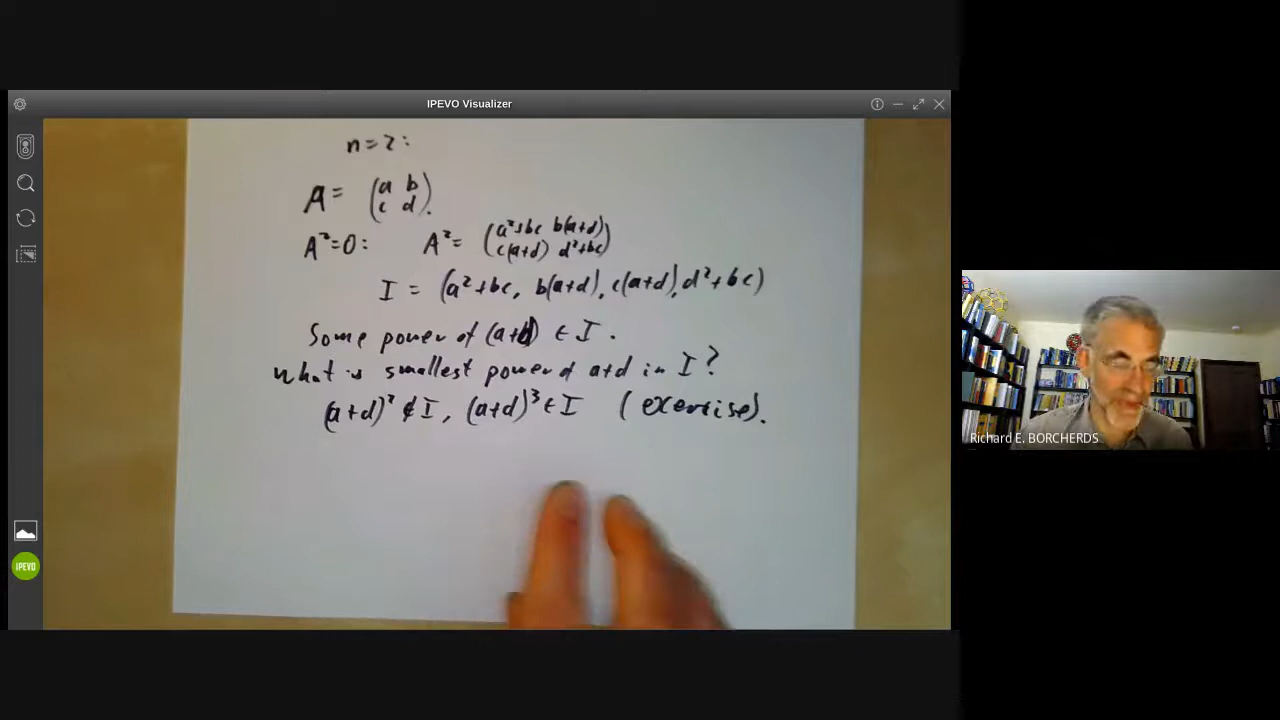 IPEVO Visualizer
n=2:
A= (a b
c d).
A²=0: A²= (a²+bc b(a+d)
c(a+d) d²+bc)
I = (a²+bc, b(a+d), c(a+d), d²+bc)
Some power of (a+d) ∈ I.
What is smallest power of a+d in I?
(a+d)² ∉ I, (a+d)³ ∈ I (exercise).
Richard E. BORCHERDS
IPEVO